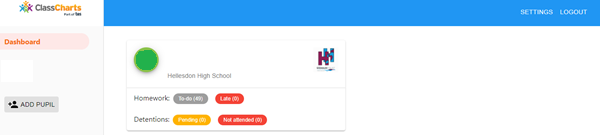 ClassCharts
Part of Tes
SETTINGS LOGOUT
Dashboard
Hellesdon High School
ADD PUPIL
Homework: To-do (49) Late (0)
Detentions: Pending (0) Not attended (0)